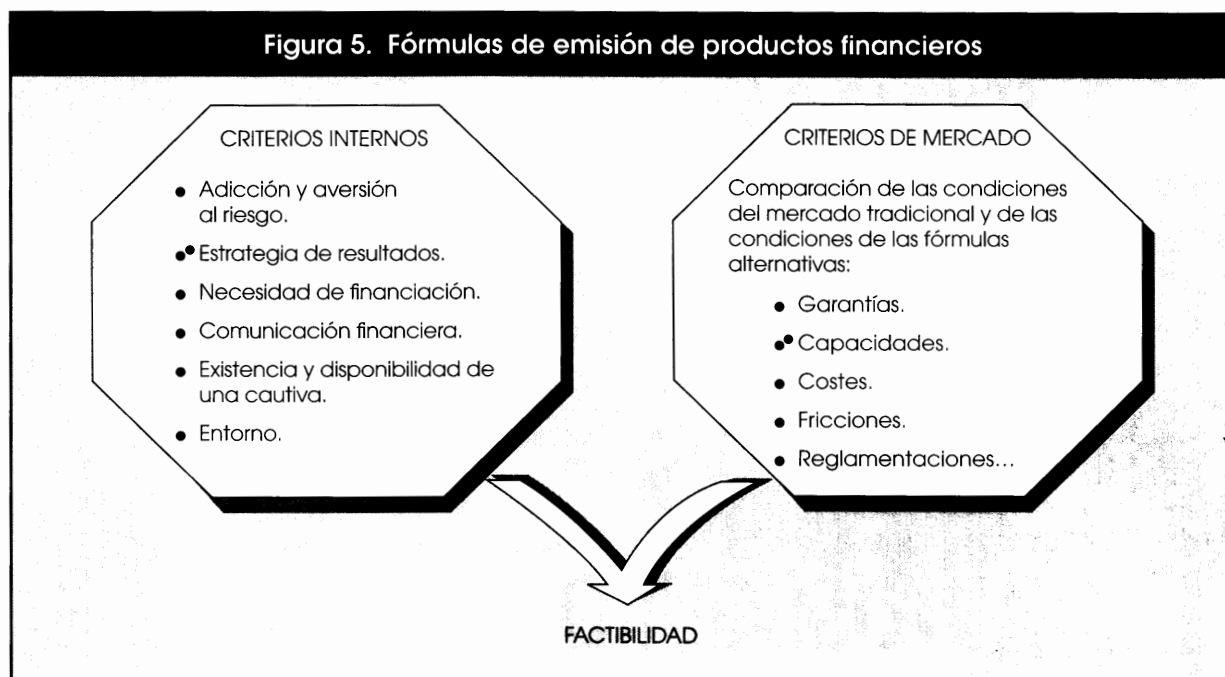 Figura 5. Fórmulas de emisión de productos financieros
CRITERIOS INTERNOS
• Adicción y aversión
al riesgo.
• Estrategia de resultados.
• Necesidad de financiación.
• Comunicación financiera.
• Existencia y disponibilidad de
una cautiva.
• Entorno.
CRITERIOS DE MERCADO
Comparación de las condiciones
del mercado tradicional y de las
condiciones de las fórmulas
alternativas:
• Garantías.
• Capacidades.
• Costes.
• Fricciones.
• Reglamentaciones...
FACTIBILIDAD